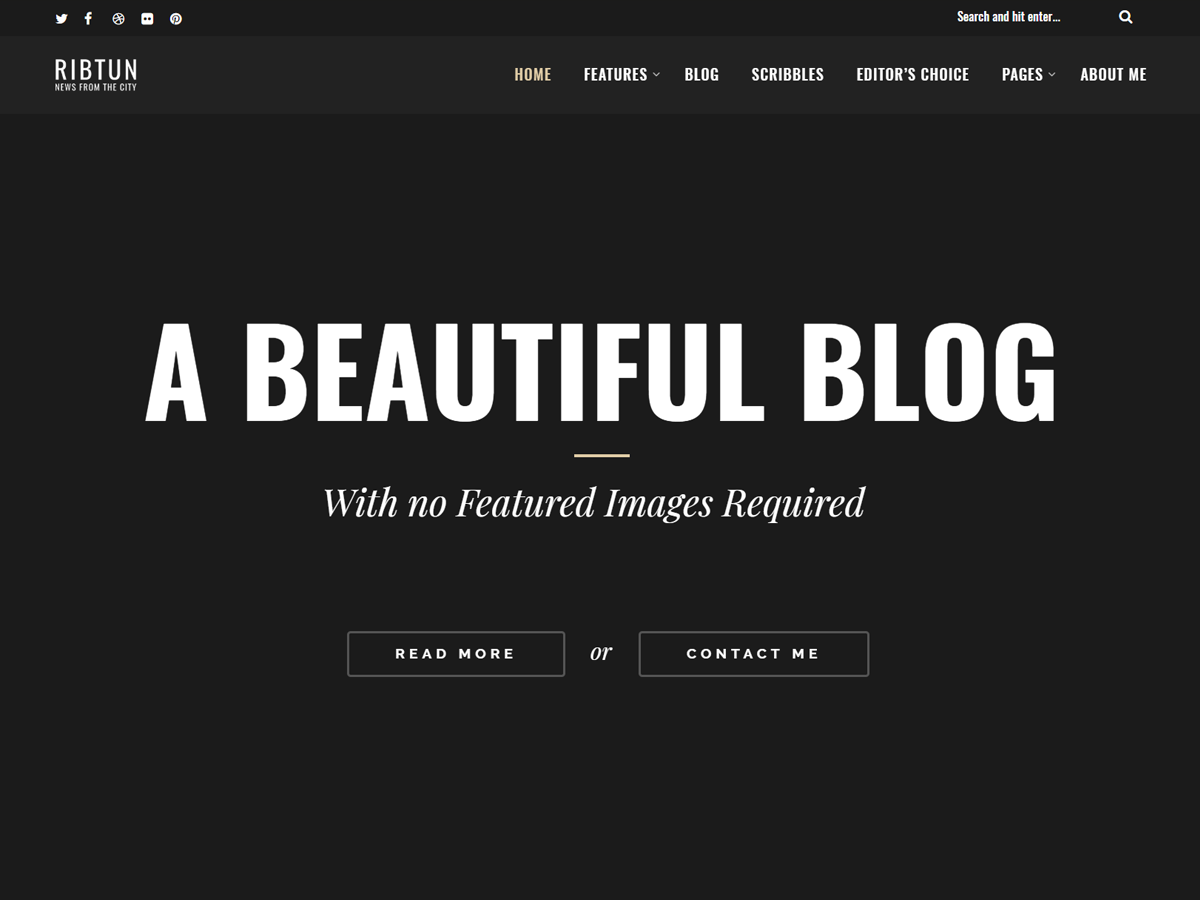 Search and hit enter...
RIBTUN
NEWS FROM THE CITY
HOME FEATURES BLOG SCRIBBLES EDITOR'S CHOICE PAGES ABOUT ME
A BEAUTIFUL BLOG
With no Featured Images Required
READ MORE or CONTACT ME